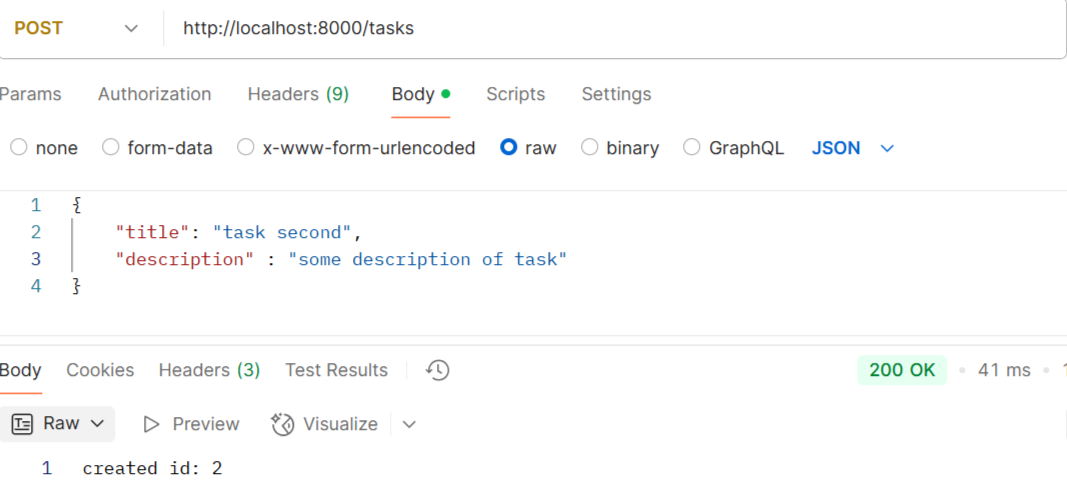 POST http://localhost:8000/tasks
Params Authorization Headers (9) Body Scripts Settings
none form-data x-www-form-urlencoded raw binary GraphQL JSON
1 {
2 "title": "task second",
3 "description" : "some description of task"
4 }
Body Cookies Headers (3) Test Results 200 OK • 41 ms •
Raw Preview Visualize
1 created id: 2